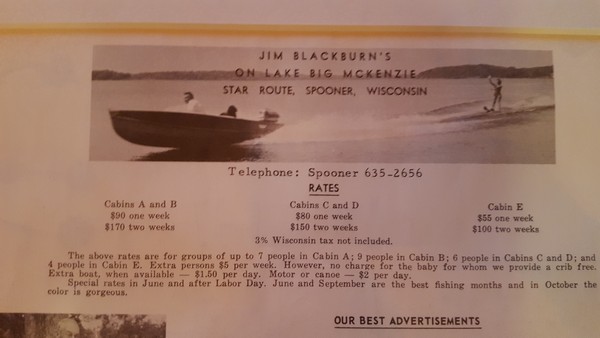 JIM BLACKBURN'S
ON LAKE BIG MCKENZIE
STAR ROUTE, SPOONER, WISCONSIN
Telephone: Spooner 635-2656
RATES
Cabins A and B
$90 one week
$170 two weeks
Cabins C and D
$80 one week
$150 two weeks
Cabin E
$55 one week
$100 two weeks
3% Wisconsin tax not included.
The above rates are for groups of up to 7 people in Cabin A; 9 people in Cabin B; 6 people in Cabins C and D; and
4 people in Cabin E. Extra persons $5 per week. However, no charge for the baby for whom we provide a crib free.
Extra boat, when available — $1.50 per day. Motor or canoe — $2 per day.
Special rates in June and after Labor Day. June and September are the best fishing months and in October the
color is gorgeous.
OUR BEST ADVERTISEMENTS